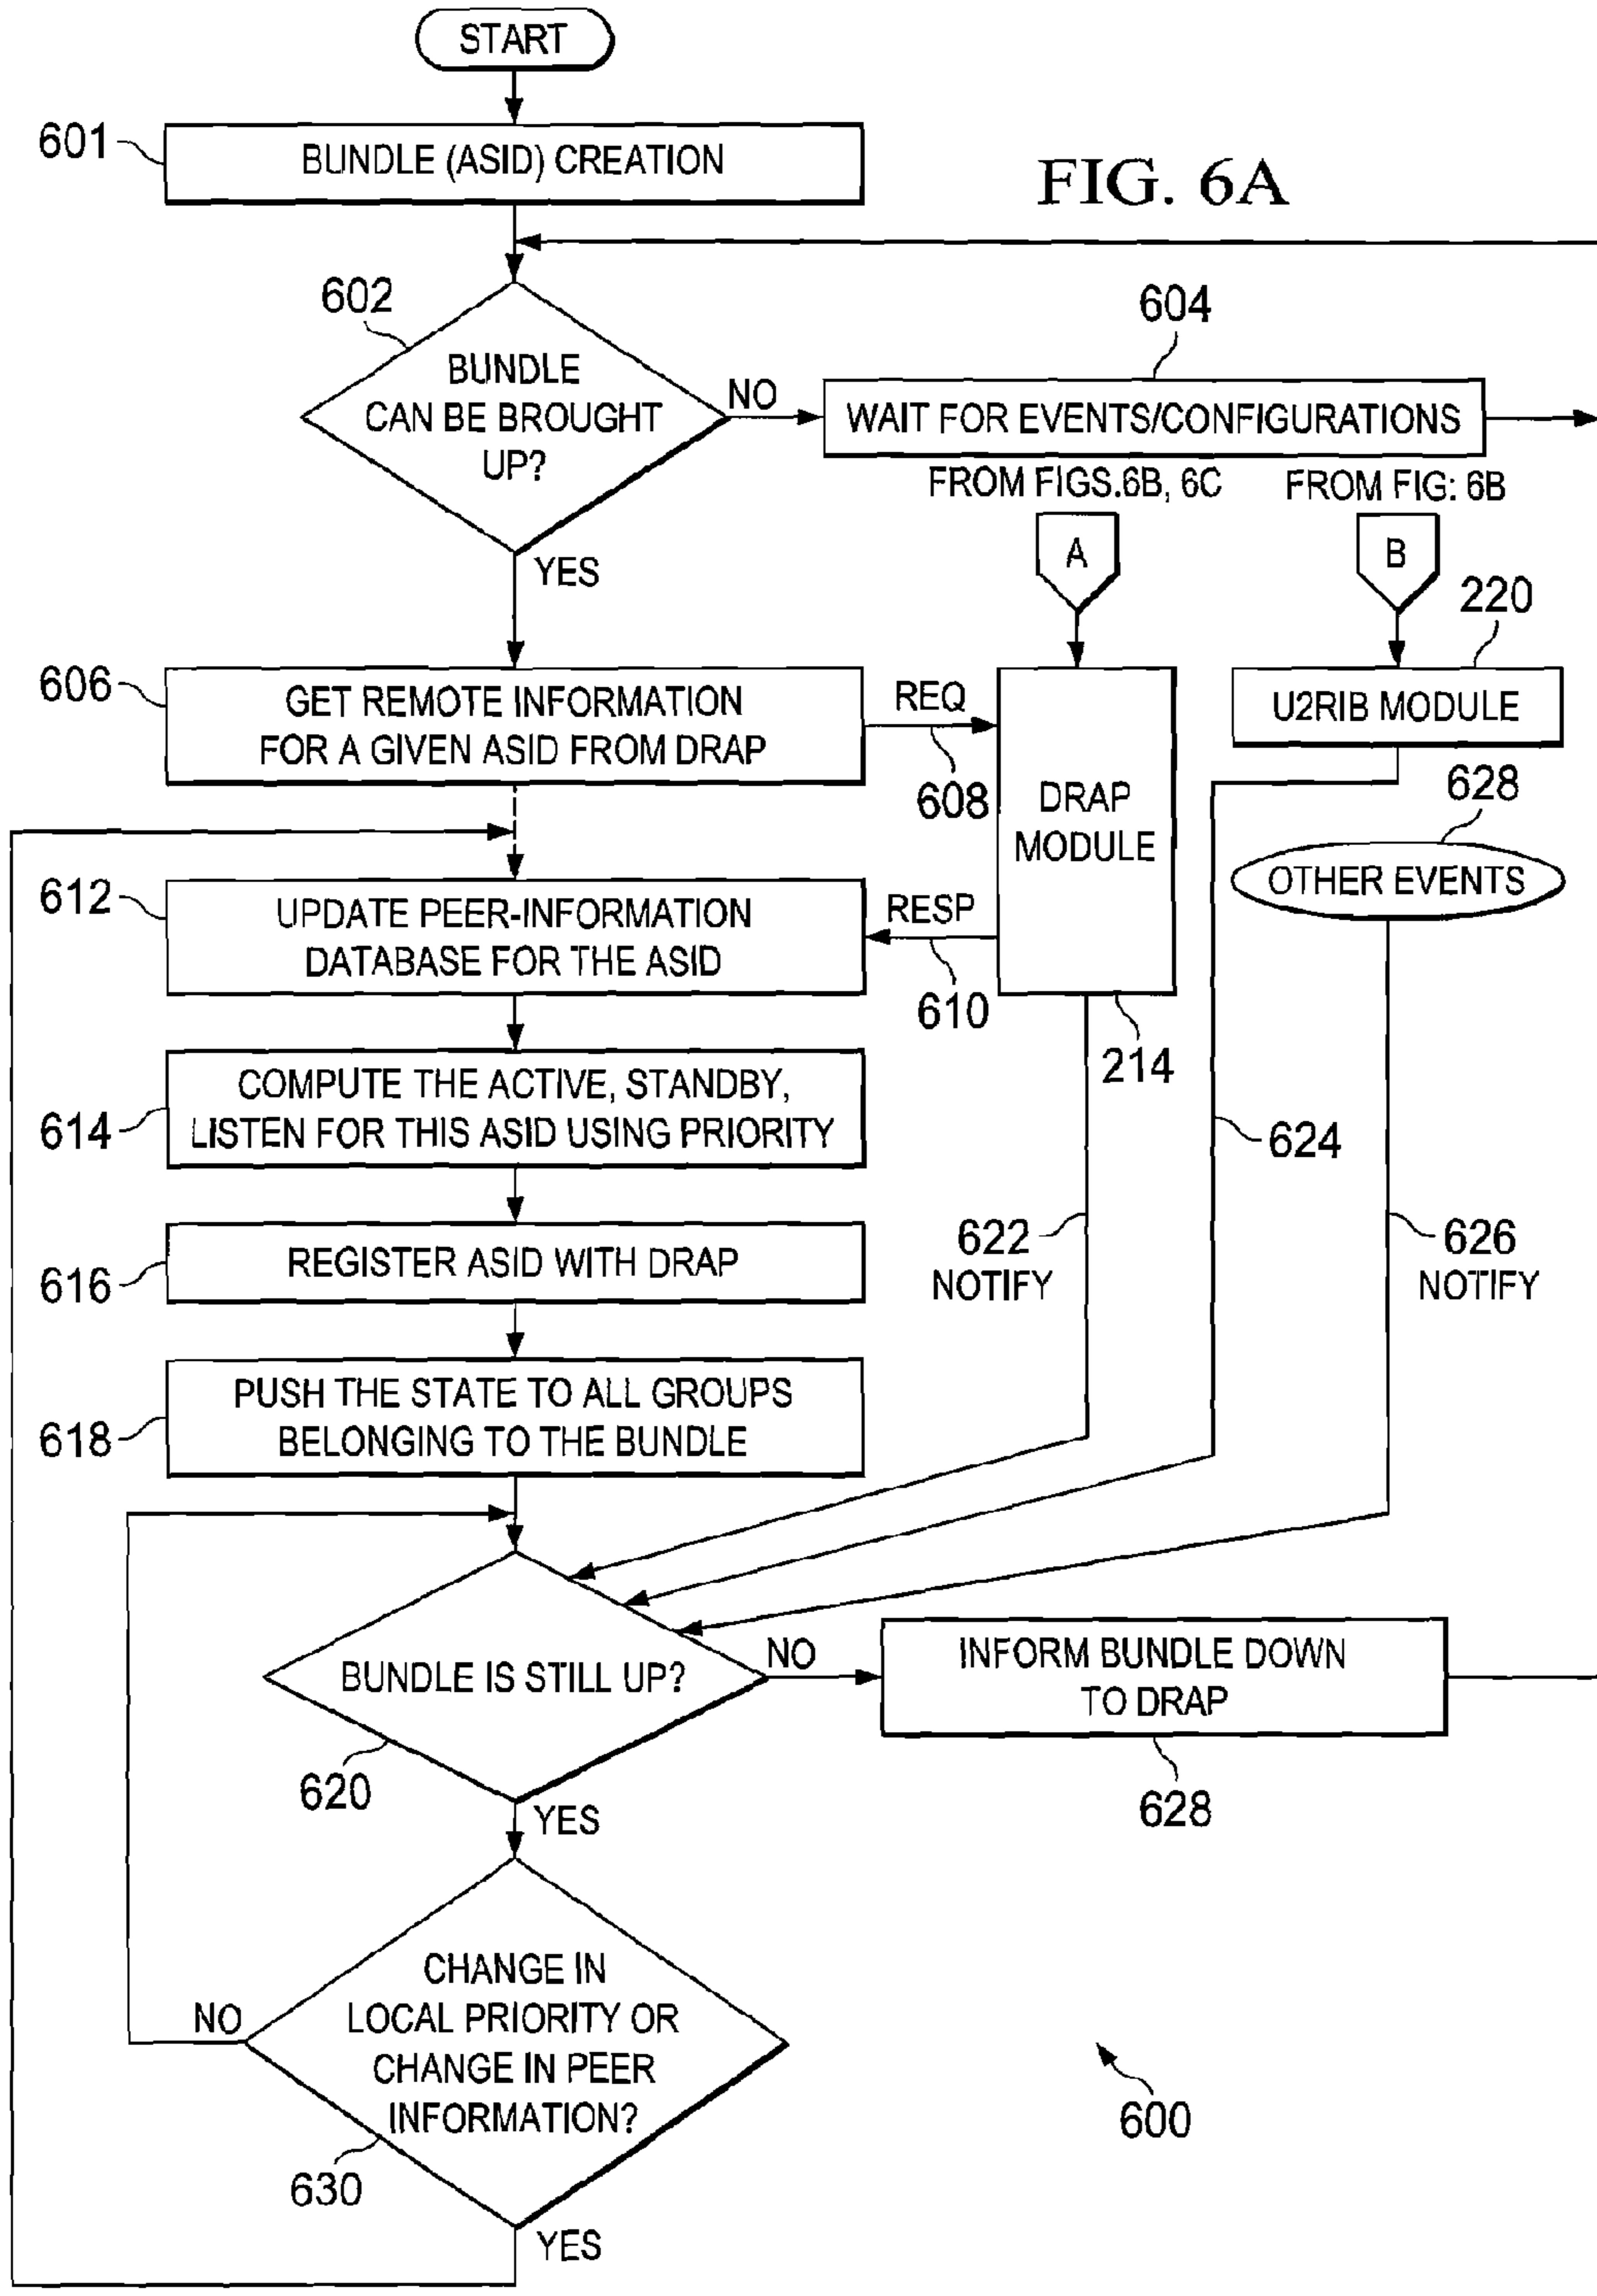 START
601
BUNDLE (ASID) CREATION
FIG. 6A
602
BUNDLE
CAN BE BROUGHT
UP?
NO
604
WAIT FOR EVENTS/CONFIGURATIONS
FROM FIGS.6B, 6C
FROM FIG: 6B
A
B
YES
220
606
GET REMOTE INFORMATION
FOR A GIVEN ASID FROM DRAP
REQ
608
DRAP
MODULE
U2RIB MODULE
628
OTHER EVENTS
612
UPDATE PEER-INFORMATION
DATABASE FOR THE ASID
RESP
610
214
614
COMPUTE THE ACTIVE, STANDBY,
LISTEN FOR THIS ASID USING PRIORITY
624
616
REGISTER ASID WITH DRAP
622
NOTIFY
626
NOTIFY
618
PUSH THE STATE TO ALL GROUPS
BELONGING TO THE BUNDLE
BUNDLE IS STILL UP?
NO
INFORM BUNDLE DOWN
TO DRAP
620
628
YES
CHANGE IN
LOCAL PRIORITY OR
CHANGE IN PEER
INFORMATION?
NO
630
600
YES